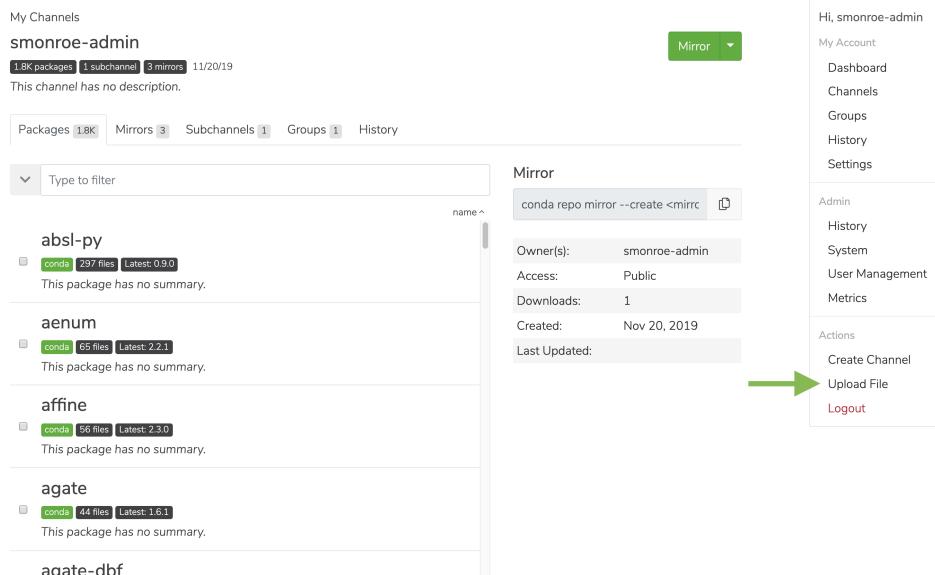 My Channels
smonroe-admin
1.8K packages 1 subchannel 3 mirrors 11/20/19
This channel has no description.
Mirror
Packages 1.8K Mirrors 3 Subchannels 1 Groups 1 History
Type to filter
name
absl-py
conda 297 files Latest: 0.9.0
This package has no summary.
aenum
conda 65 files Latest: 2.2.1
This package has no summary.
affine
conda 56 files Latest: 2.3.0
This package has no summary.
agate
conda 44 files Latest: 1.6.1
This package has no summary.
agate-dbf
Mirror
conda repo mirror --create <mirrc
Owner(s): smonroe-admin
Access: Public
Downloads: 1
Created: Nov 20, 2019
Last Updated:
Hi, smonroe-admin
My Account
Dashboard
Channels
Groups
History
Settings
Admin
History
System
User Management
Metrics
Actions
Create Channel
Upload File
Logout